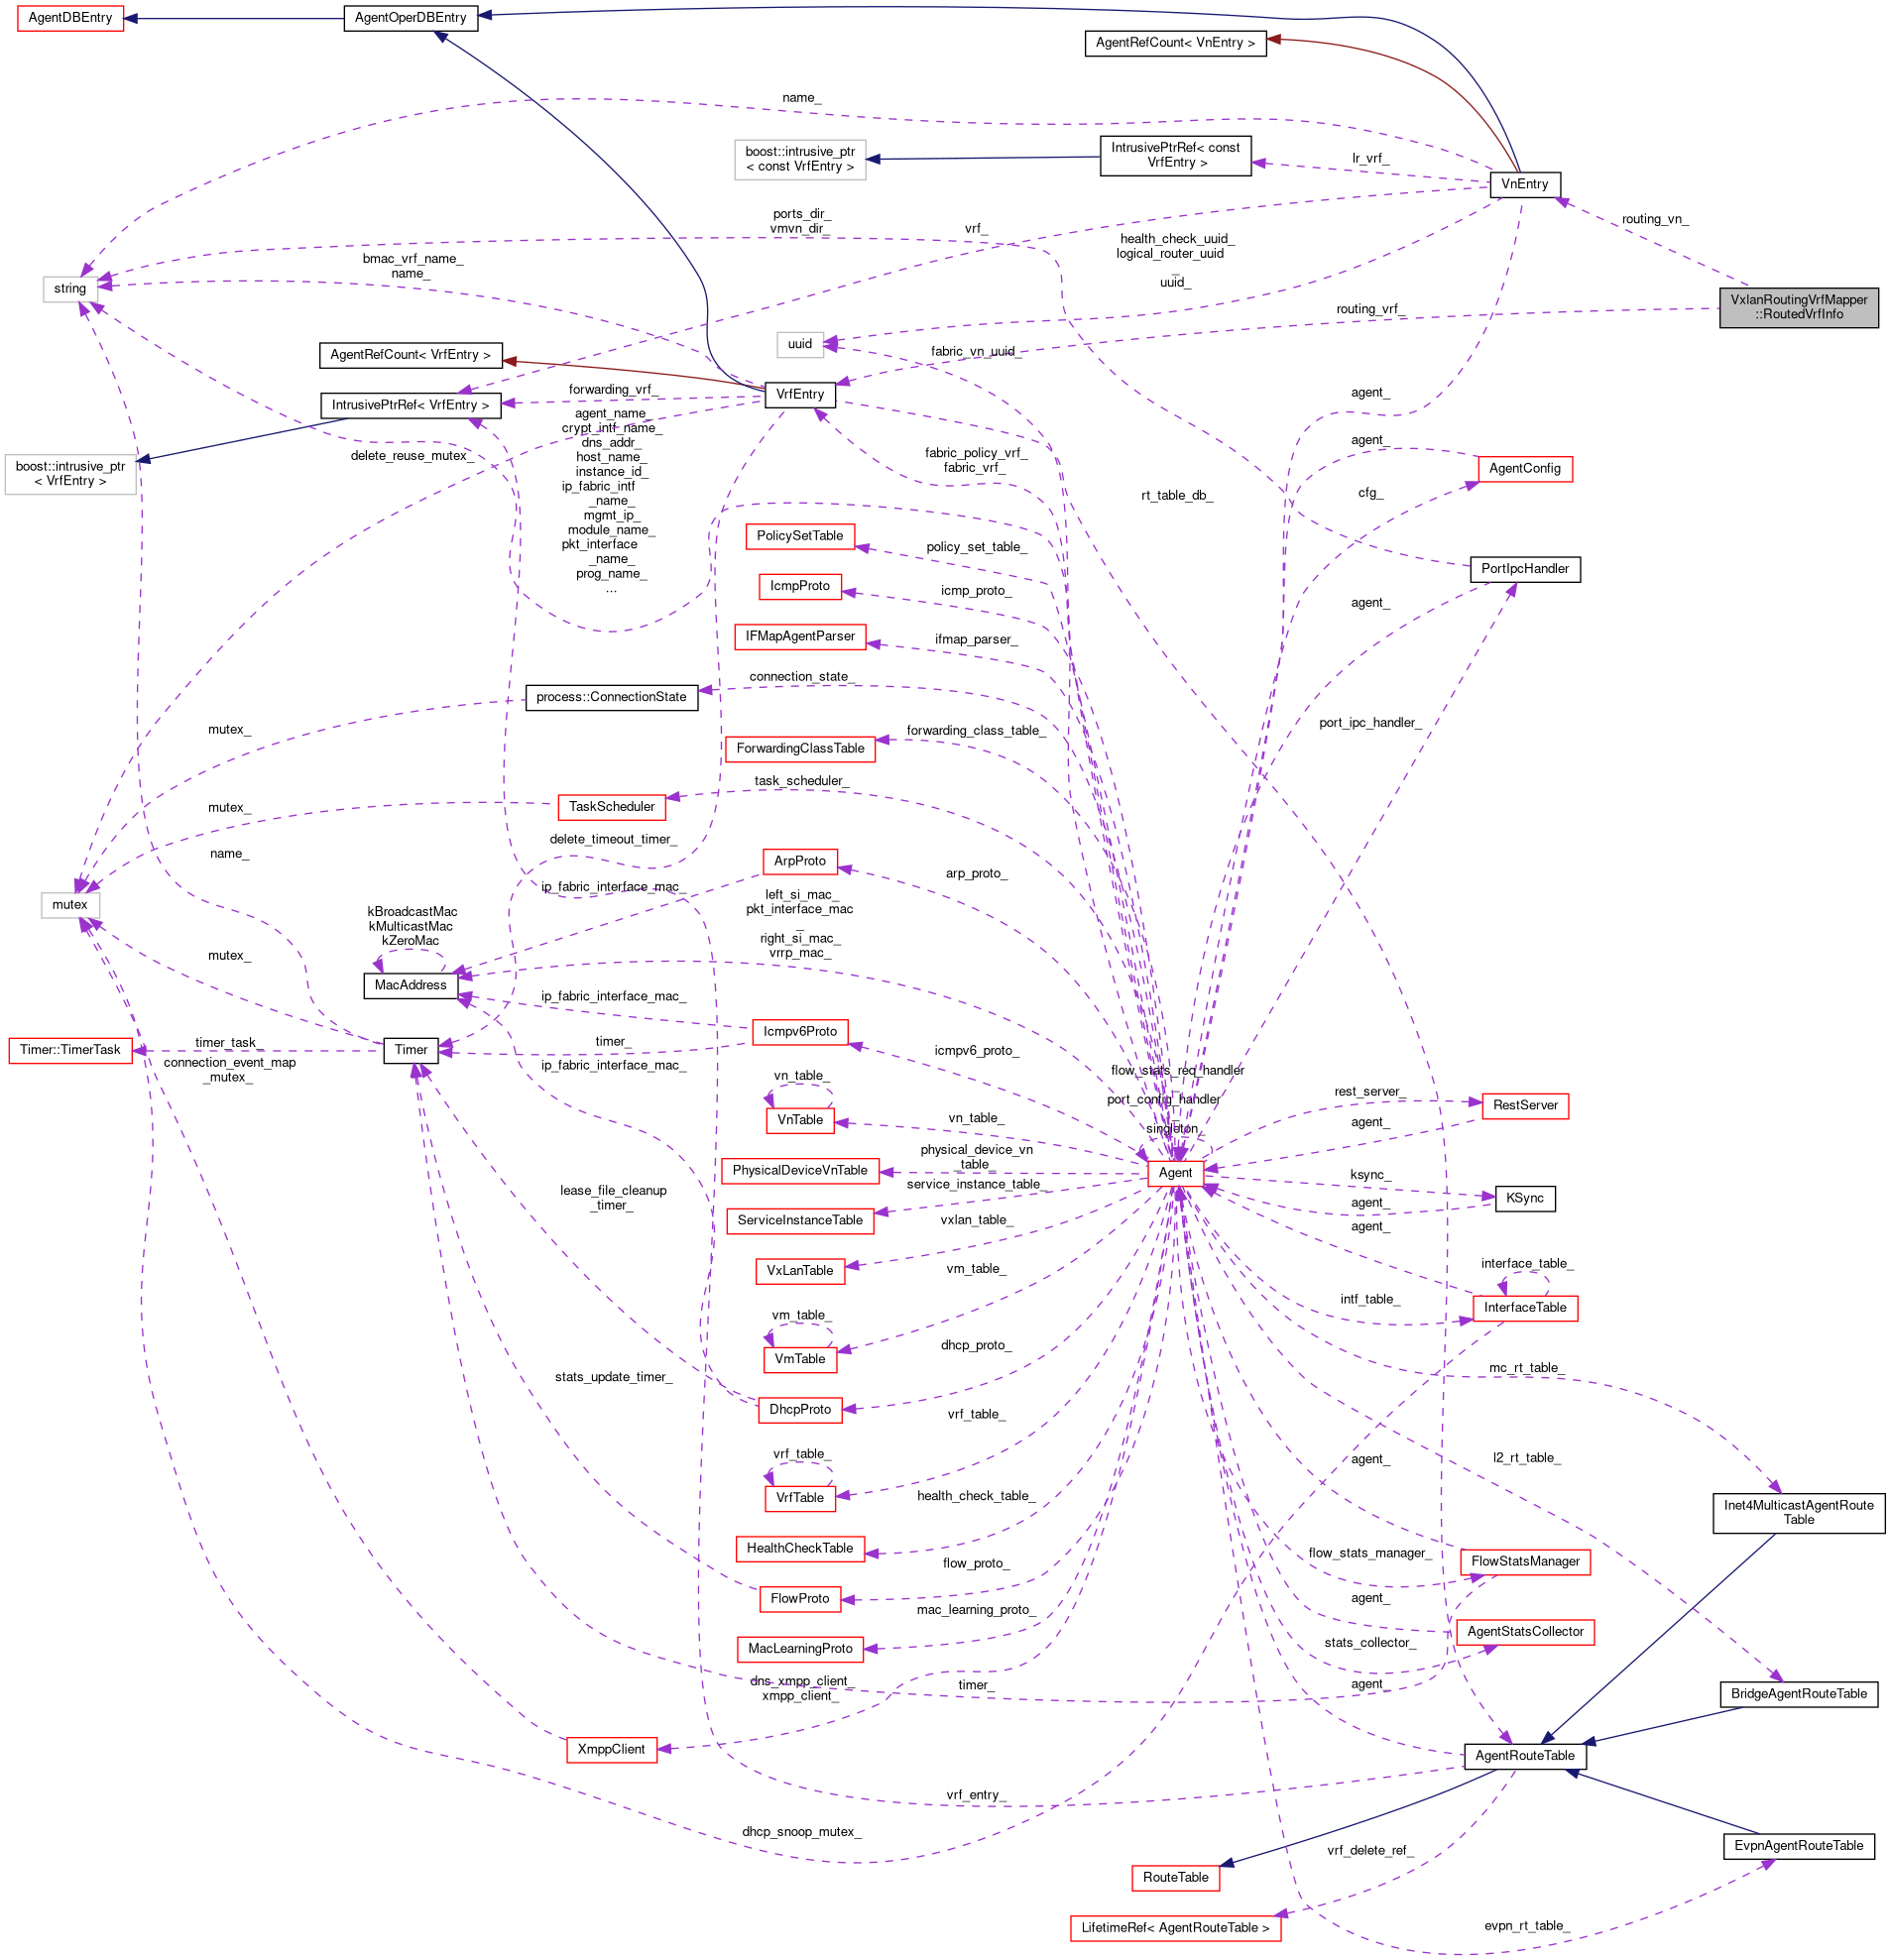 AgentDBEntry
AgentOperDBEntry
AgentRefCount< VnEntry >
name_
boost::intrusive_ptr
< const VrfEntry >
IntrusivePtrRef< const
VrfEntry >
lr_vrf_
VnEntry
routing_vn_
ports_dir_
vmvn_dir_
vrf_
health_check_uuid_
logical_router_uuid
_
uuid_
bmac_vrf_name_
name_
string
VxlanRoutingVrfMapper
::RoutedVrfInfo
routing_vrf_
uuid
fabric_vn_uuid_
AgentRefCount< VrfEntry >
VrfEntry
forwarding_vrf_
agent_
IntrusivePtrRef< VrfEntry >
agent_name_
crypt_intf_name_
dns_addr_
host_name_
instance_id_
ip_fabric_intf
_name_
mgmt_ip_
module_name_
pkt_interface
_name_
prog_name_
...
delete_reuse_mutex_
boost::intrusive_ptr
< VrfEntry >
fabric_policy_vrf_
fabric_vrf_
agent_
AgentConfig
cfg_
rt_table_db_
PolicySetTable
policy_set_table_
PortIpcHandler
IcmpProto
icmp_proto_
agent_
IFMapAgentParser
ifmap_parser_
process::ConnectionState
connection_state_
mutex_
port_ipc_handler_
ForwardingClassTable
forwarding_class_table_
TaskScheduler
task_scheduler_
mutex_
delete_timeout_timer_
name_
ArpProto
arp_proto_
ip_fabric_interface_mac_
mutex
left_si_mac_
pkt_interface_mac
_
right_si_mac_
vrrp_mac_
kBroadcastMac
kMulticastMac
kZeroMac
mutex_
MacAddress
ip_fabric_interface_mac_
Icmpv6Proto
timer_
icmpv6_proto_
Timer::TimerTask
timer_task_
Timer
connection_event_map
_mutex_
ip_fabric_interface_mac_
flow_stats_req_handler
_
port_config_handler
_
singleton_
vn_table_
VnTable
vn_table_
rest_server_
RestServer
agent_
PhysicalDeviceVnTable
physical_device_vn
_table_
Agent
ksync_
KSync
agent_
lease_file_cleanup
_timer_
ServiceInstanceTable
service_instance_table_
agent_
VxLanTable
vxlan_table_
vm_table_
interface_table_
InterfaceTable
intf_table_
vm_table_
VmTable
dhcp_proto_
mc_rt_table_
stats_update_timer_
DhcpProto
vrf_table_
vrf_table_
VrfTable
agent_
l2_rt_table_
health_check_table_
Inet4MulticastAgentRoute
Table
HealthCheckTable
flow_proto_
flow_stats_manager_
FlowStatsManager
FlowProto
agent_
mac_learning_proto_
MacLearningProto
AgentStatsCollector
stats_collector_
dns_xmpp_client_
xmpp_client_
timer_
agent_
BridgeAgentRouteTable
XmppClient
AgentRouteTable
vrf_entry_
dhcp_snoop_mutex_
EvpnAgentRouteTable
vrf_delete_ref_
RouteTable
LifetimeRef< AgentRouteTable >
evpn_rt_table_